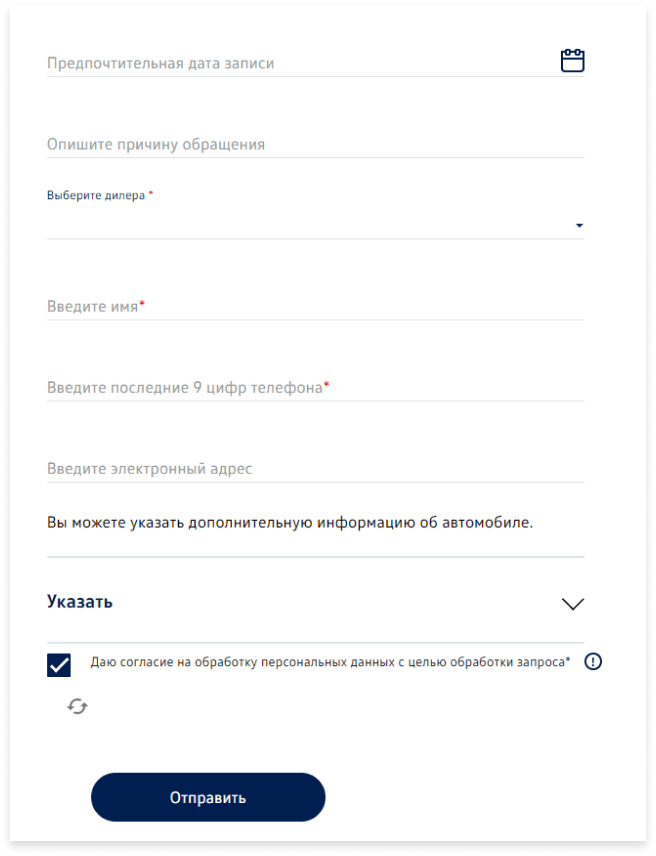 Предпочтительная дата записи
Опишите причину обращения
Выберите дилера *
Введите имя*
Введите последние 9 цифр телефона*
Введите электронный адрес
Вы можете указать дополнительную информацию об автомобиле.
Указать
Даю согласие на обработку персональных данных с целью обработки запроса*
Отправить